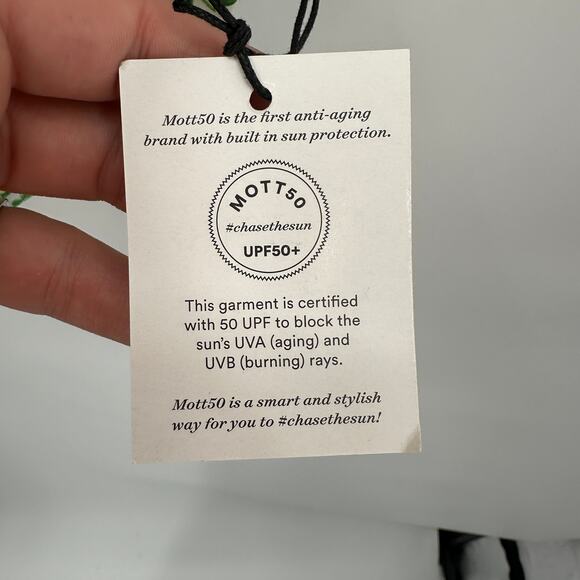 Mott50 is the first anti-aging
brand with built in sun protection.
MOTT50
#chasethesun
UPF50+
This garment is certified
with 50 UPF to block the
sun's UVA (aging) and
UVB (burning) rays.
Mott50 is a smart and stylish
way for you to #chasethesun!